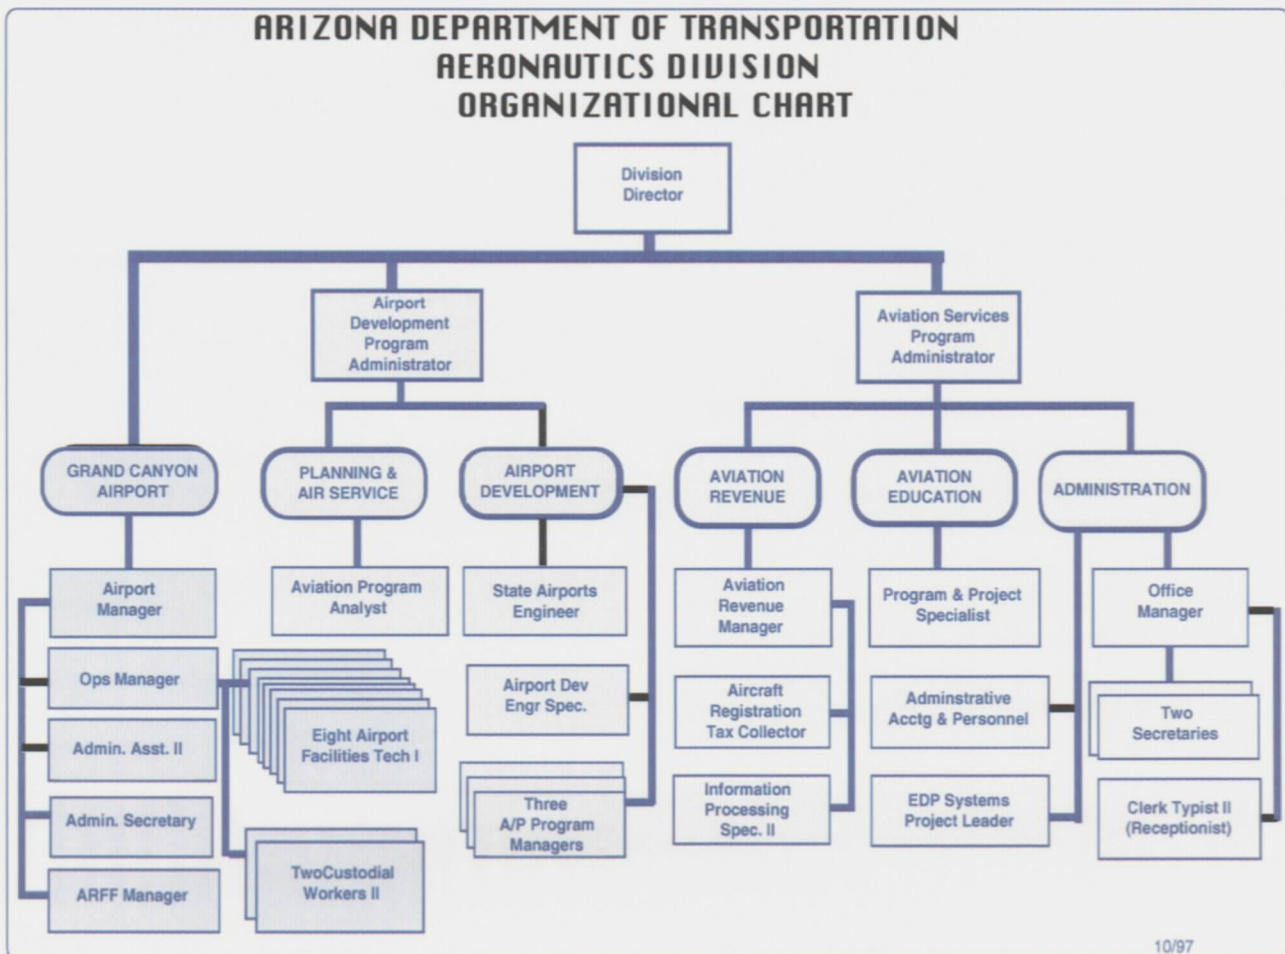 ARIZONA DEPARTMENT OF TRANSPORTATION
AERONAUTICS DIVISION
ORGANIZATIONAL CHART
Division
Director
Airport
Development
Program
Administrator
Aviation Services
Program
Administrator
GRAND CANYON
AIRPORT
PLANNING &
AIR SERVICE
AIRPORT
DEVELOPMENT
AVIATION
REVENUE
AVIATION
EDUCATION
ADMINISTRATION
Airport
Manager
Aviation Program
Analyst
State Airports
Engineer
Aviation
Revenue
Manager
Program & Project
Specialist
Office
Manager
Ops Manager
Eight Airport
Facilities Tech I
Airport Dev
Engr Spec.
Aircraft
Registration
Tax Collector
Adminstrative
Acctg & Personnel
Two
Secretaries
Admin. Asst. II
Admin. Secretary
Three
A/P Program
Managers
Information
Processing
Spec. II
EDP Systems
Project Leader
Clerk Typist II
(Receptionist)
ARFF Manager
TwoCustodial
Workers II
10/97